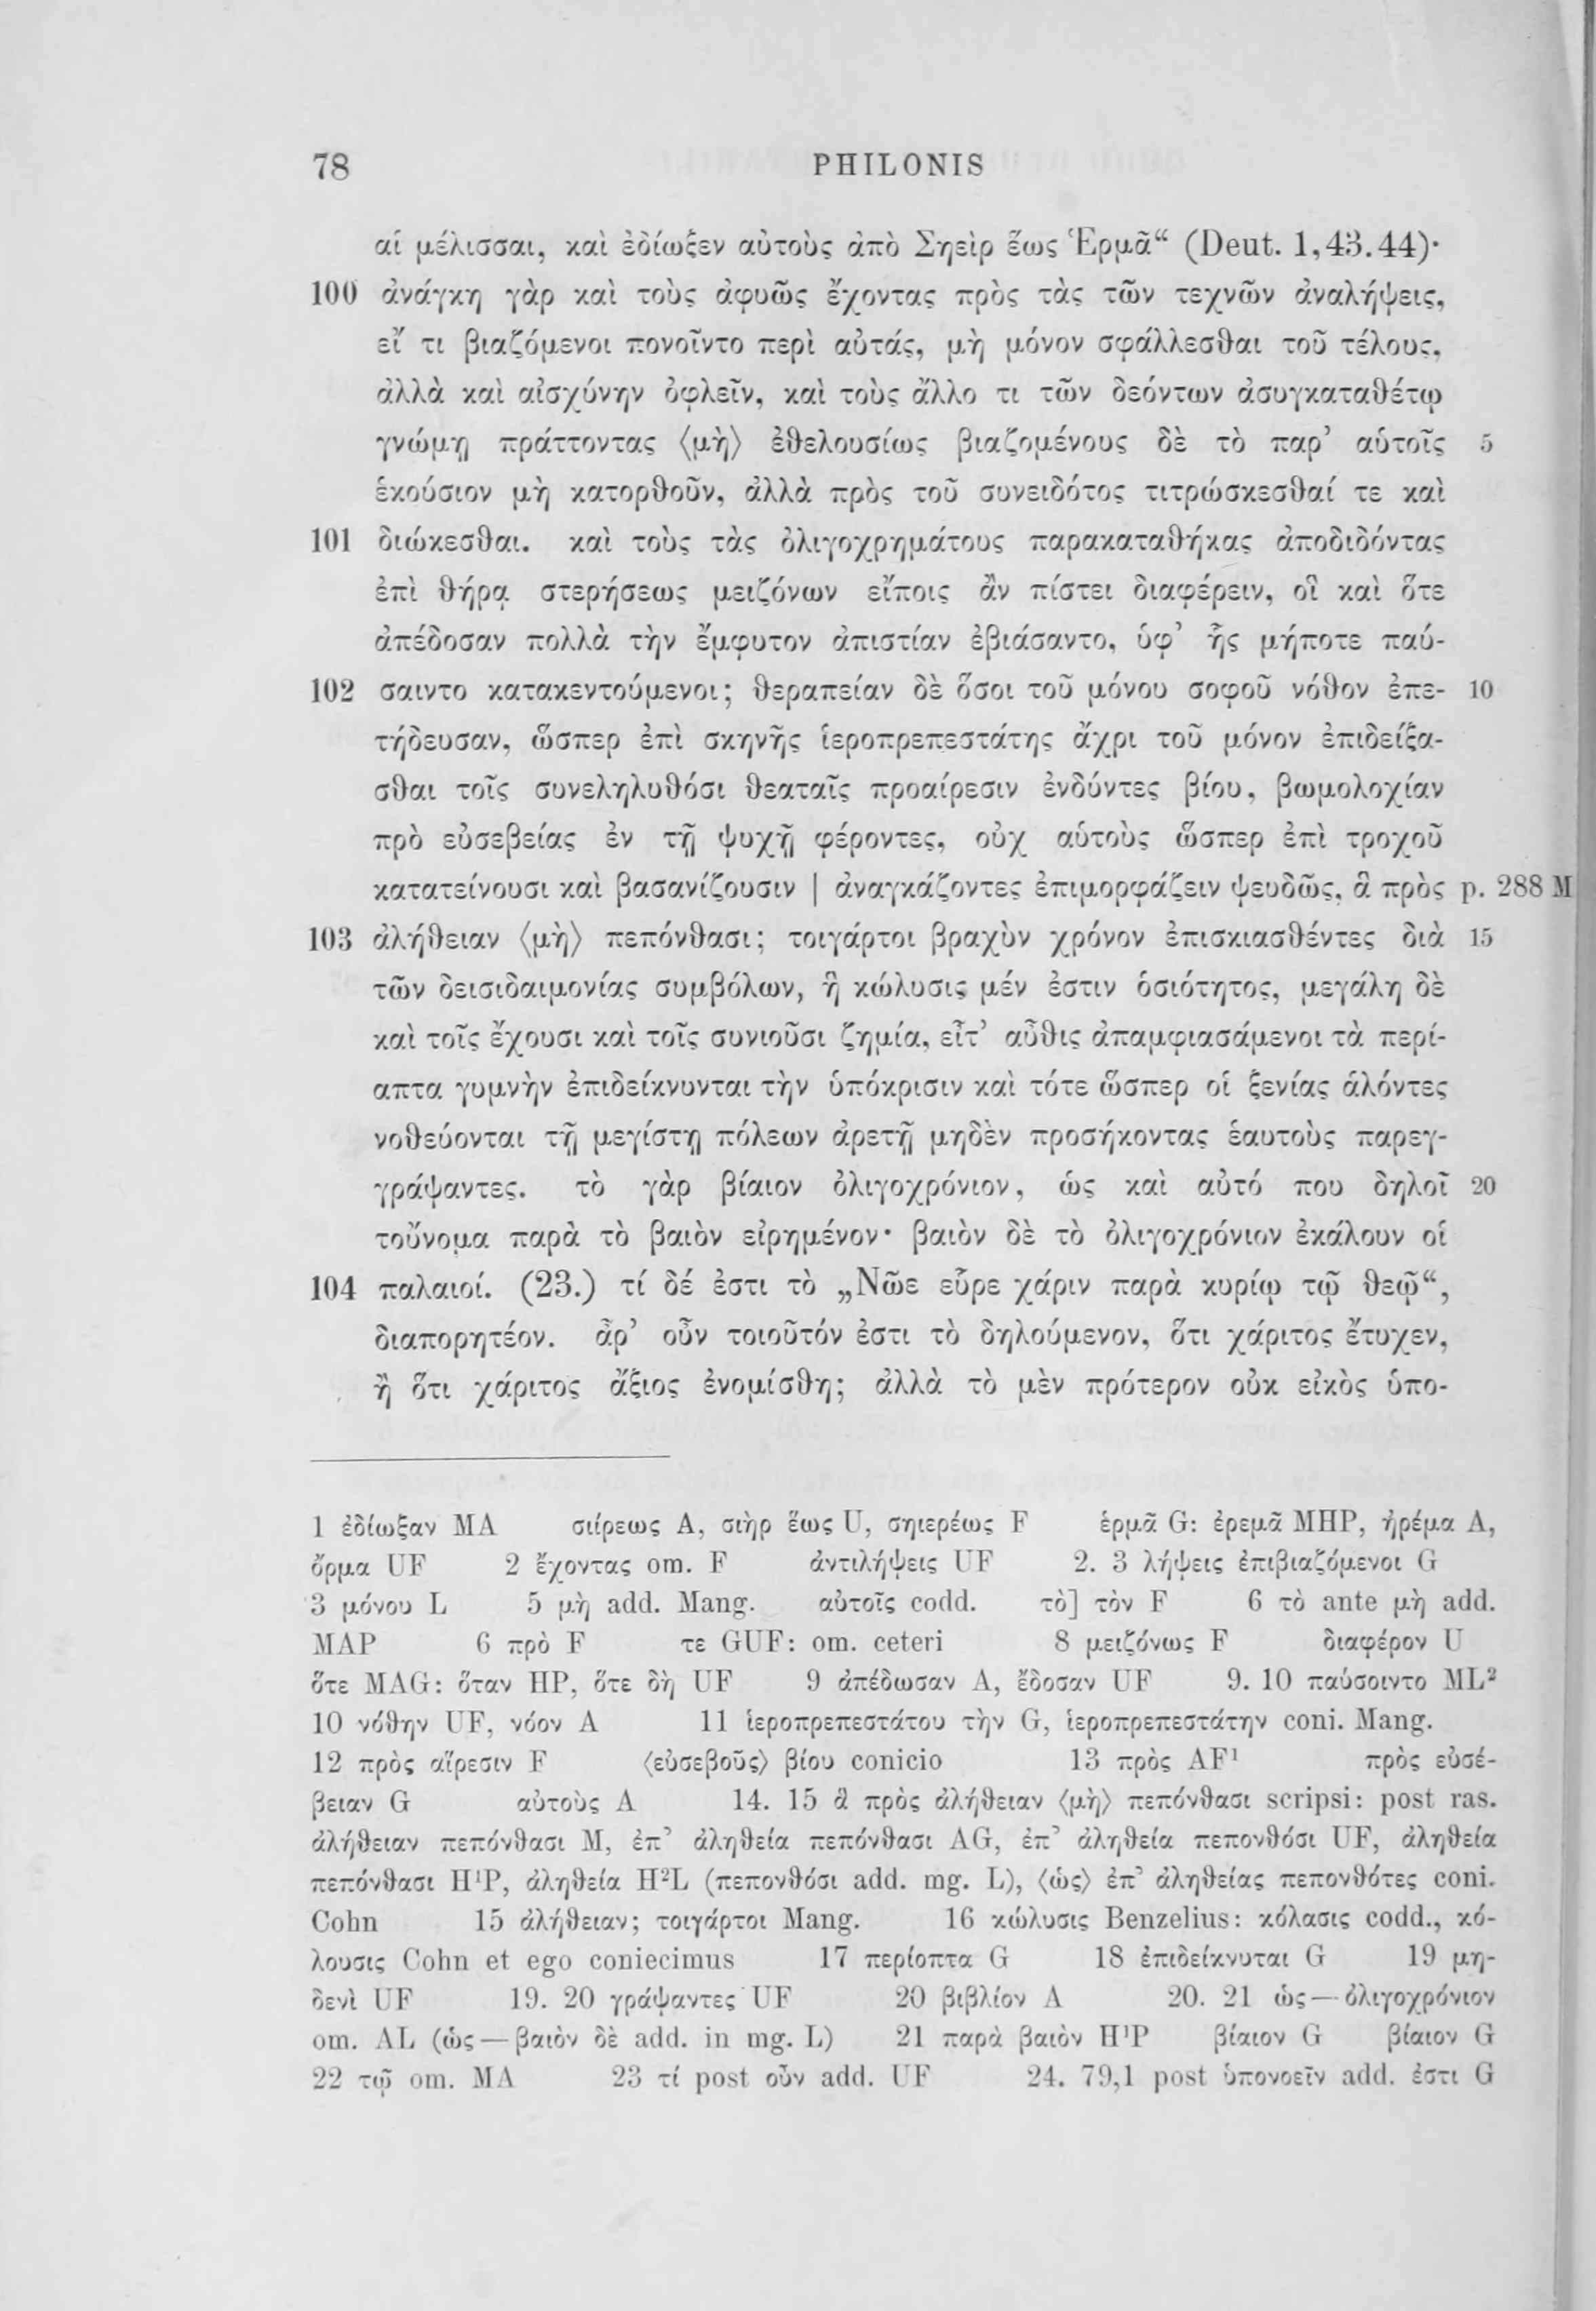 78 PHILONIS
αἱ μέλισσαι, καὶ ἐδίωξεν αὐτοὺς ἀπὸ Σηεὶρ ἕως Ἑρμᾶ“ (Deut. 1,43.44)·
100 ἀνάγκη γὰρ καὶ τοὺς ἀφυῶς ἔχοντας πρὸς τὰς τῶν τεχνῶν ἀναλήψεις,
εἴ τι βιαζόμενοι πονοῖντο περὶ αὐτάς, μὴ μόνον σφάλλεσθαι τοῦ τέλους,
ἀλλὰ καὶ αἰσχύνην ὀφλεῖν, καὶ τοὺς ἄλλο τι τῶν δεόντων ἀσυγκαταθέτῳ
γνώμῃ πράττοντας ⟨μὴ⟩ ἐθελουσίως βιαζομένους δὲ τὸ παρ’ αὑτοῖς 5
ἑκούσιον μὴ κατορθοῦν, ἀλλὰ πρὸς τοῦ συνειδότος τιτρώσκεσθαί τε καὶ
101 διώκεσθαι. καὶ τοὺς τὰς ὀλιγοχρημάτους παρακαταθήκας ἀποδιδόντας
ἐπὶ θήρᾳ στερήσεως μειζόνων εἴποις ἂν πίστει διαφέρειν, οἳ καὶ ὅτε
ἀπέδοσαν πολλὰ τὴν ἔμφυτον ἀπιστίαν ἐβιάσαντο, ὑφ’ ἧς μήποτε παύ-
102 σαιντο κατακεντούμενοι; θεραπείαν δὲ ὅσοι τοῦ μόνου σοφοῦ νόθον ἐπε- 10
τήδευσαν, ὥσπερ ἐπὶ σκηνῆς ἱεροπρεπεστάτης ἄχρι τοῦ μόνον ἐπιδείξα-
σθαι τοῖς συνεληλυθόσι θεαταῖς προαίρεσιν ἐνδύντες βίου, βωμολοχίαν
πρὸ εὐσεβείας ἐν τῇ ψυχῇ φέροντες, οὐχ αὑτοὺς ὥσπερ ἐπὶ τροχοῦ
κατατείνουσι καὶ βασανίζουσιν | ἀναγκάζοντες ἐπιμορφάζειν ψευδῶς, ἃ πρὸς p. 288 M
103 ἀλήθειαν ⟨μὴ⟩ πεπόνθασι; τοιγάρτοι βραχὺν χρόνον ἐπισκιασθέντες διὰ 15
τῶν δεισιδαιμονίας συμβόλων, ἣ κώλυσις μέν ἐστιν ὁσιότητος, μεγάλη δὲ
καὶ τοῖς ἔχουσι καὶ τοῖς συνιοῦσι ζημία, εἶτ’ αὖθις ἀπαμφιασάμενοι τὰ περί-
απτα γυμνὴν ἐπιδείκνυνται τὴν ὑπόκρισιν καὶ τότε ὥσπερ οἱ ξενίας ἁλόντες
νοθεύονται τῇ μεγίστῃ πόλεων ἀρετῇ μηδὲν προσήκοντας ἑαυτοὺς παρεγ-
γράψαντες. τὸ γὰρ βίαιον ὀλιγοχρόνιον, ὡς καὶ αὐτό που δηλοῖ 20
τοὔνομα παρὰ τὸ βαιὸν εἰρημένον· βαιὸν δὲ τὸ ὀλιγοχρόνιον ἐκάλουν οἱ
104 παλαιοί. (23.) τί δέ ἐστι τὸ „Νῶε εὗρε χάριν παρὰ κυρίῳ τῷ θεῷ“,
διαπορητέον. ἆρ’ οὖν τοιοῦτόν ἐστι τὸ δηλούμενον, ὅτι χάριτος ἔτυχεν,
ἢ ὅτι χάριτος ἄξιος ἐνομίσθη; ἀλλὰ τὸ μὲν πρότερον οὐκ εἰκὸς ὑπο-
1 ἐδίωξαν MA σιίρεως A, σιὴρ ἕως U, σηιερέως F ἑρμᾶ G: ἐρεμᾶ MHP, ἠρέμα A,
ὄρμα UF 2 ἔχοντας om. F ἀντιλήψεις UF 2. 3 λήψεις ἐπιβιαζόμενοι G
3 μόνου L 5 μὴ add. Mang. αὐτοῖς codd. τὸ] τὸν F 6 τὸ ante μὴ add.
MAP 6 πρὸ F τε GUF: om. ceteri 8 μειζόνως F διαφέρον U
ὅτε MAG: ὅταν HP, ὅτε δὴ UF 9 ἀπέδωσαν A, ἔδοσαν UF 9. 10 παύσοιντο ML²
10 νόθην UF, νόον A 11 ἱεροπρεπεστάτου τὴν G, ἱεροπρεπεστάτην coni. Mang.
12 πρὸς αἵρεσιν F ⟨εὐσεβοῦς⟩ βίου conicio 13 πρὸς AF¹ πρὸς εὐσέ-
βειαν G αὐτοὺς A 14. 15 ἃ πρὸς ἀλήθειαν ⟨μὴ⟩ πεπόνθασι scripsi: post ras.
ἀλήθειαν πεπόνθασι M, ἐπ’ ἀληθεία πεπόνθασι AG, ἐπ’ ἀληθεία πεπονθόσι UF, ἀληθεία
πεπόνθασι H¹P, ἀληθεία H²L (πεπονθόσι add. mg. L), ⟨ὡς⟩ ἐπ’ ἀληθείας πεπονθότες coni.
Cohn 15 ἀλήθειαν; τοιγάρτοι Mang. 16 κώλυσις Benzelius: κόλασις codd., κό-
λουσις Cohn et ego coniecimus 17 περίοπτα G 18 ἐπιδείκνυται G 19 μη-
δενὶ UF 19. 20 γράψαντες UF 20 βιβλίον A 20. 21 ὡς — ὀλιγοχρόνιον
om. AL (ὡς — βαιὸν δὲ add. in mg. L) 21 παρὰ βαιὸν H¹P βίαιον G βίαιον G
22 τῷ om. MA 23 τί post οὖν add. UF 24. 79,1 post ὑπονοεῖν add. ἐστι G